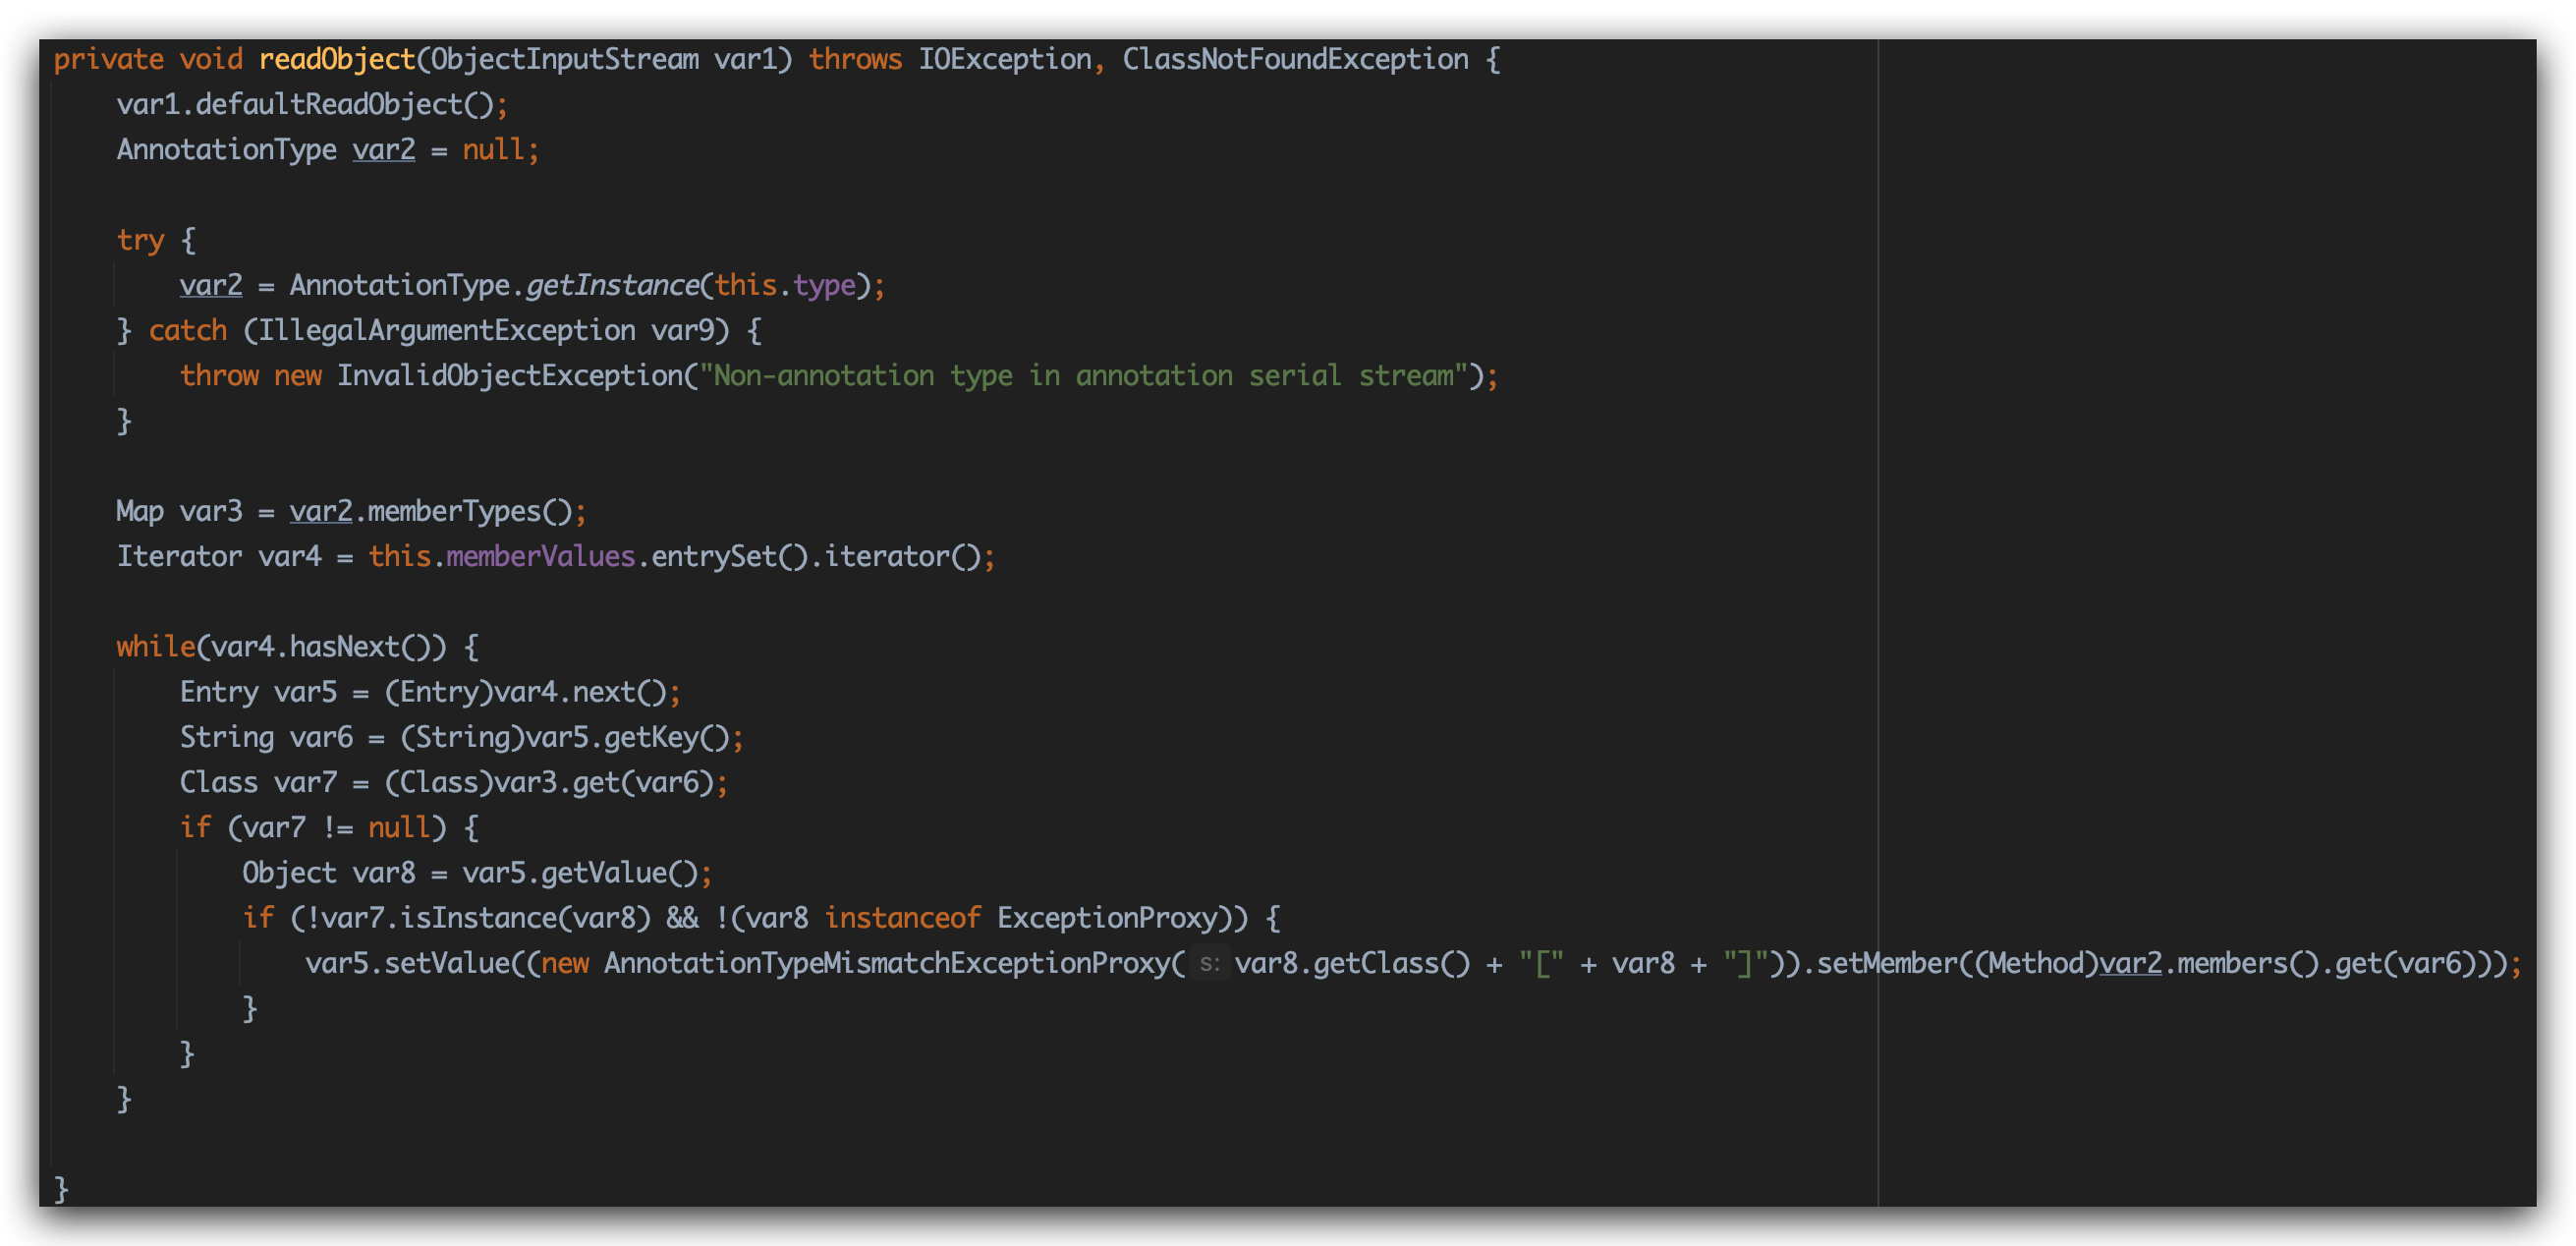 private void readObject(ObjectInputStream var1) throws IOException, ClassNotFoundException {
    var1.defaultReadObject();
    AnnotationType var2 = null;

    try {
        var2 = AnnotationType.getInstance(this.type);
    } catch (IllegalArgumentException var9) {
        throw new InvalidObjectException("Non-annotation type in annotation serial stream");
    }

    Map var3 = var2.memberTypes();
    Iterator var4 = this.memberValues.entrySet().iterator();

    while(var4.hasNext()) {
        Entry var5 = (Entry)var4.next();
        String var6 = (String)var5.getKey();
        Class var7 = (Class)var3.get(var6);
        if (var7 != null) {
            Object var8 = var5.getValue();
            if (!var7.isInstance(var8) && !(var8 instanceof ExceptionProxy)) {
                var5.setValue((new AnnotationTypeMismatchExceptionProxy( s: var8.getClass() + "[" + var8 + "]")).setMember((Method)var2.members().get(var6)));
            }
        }
    }

}